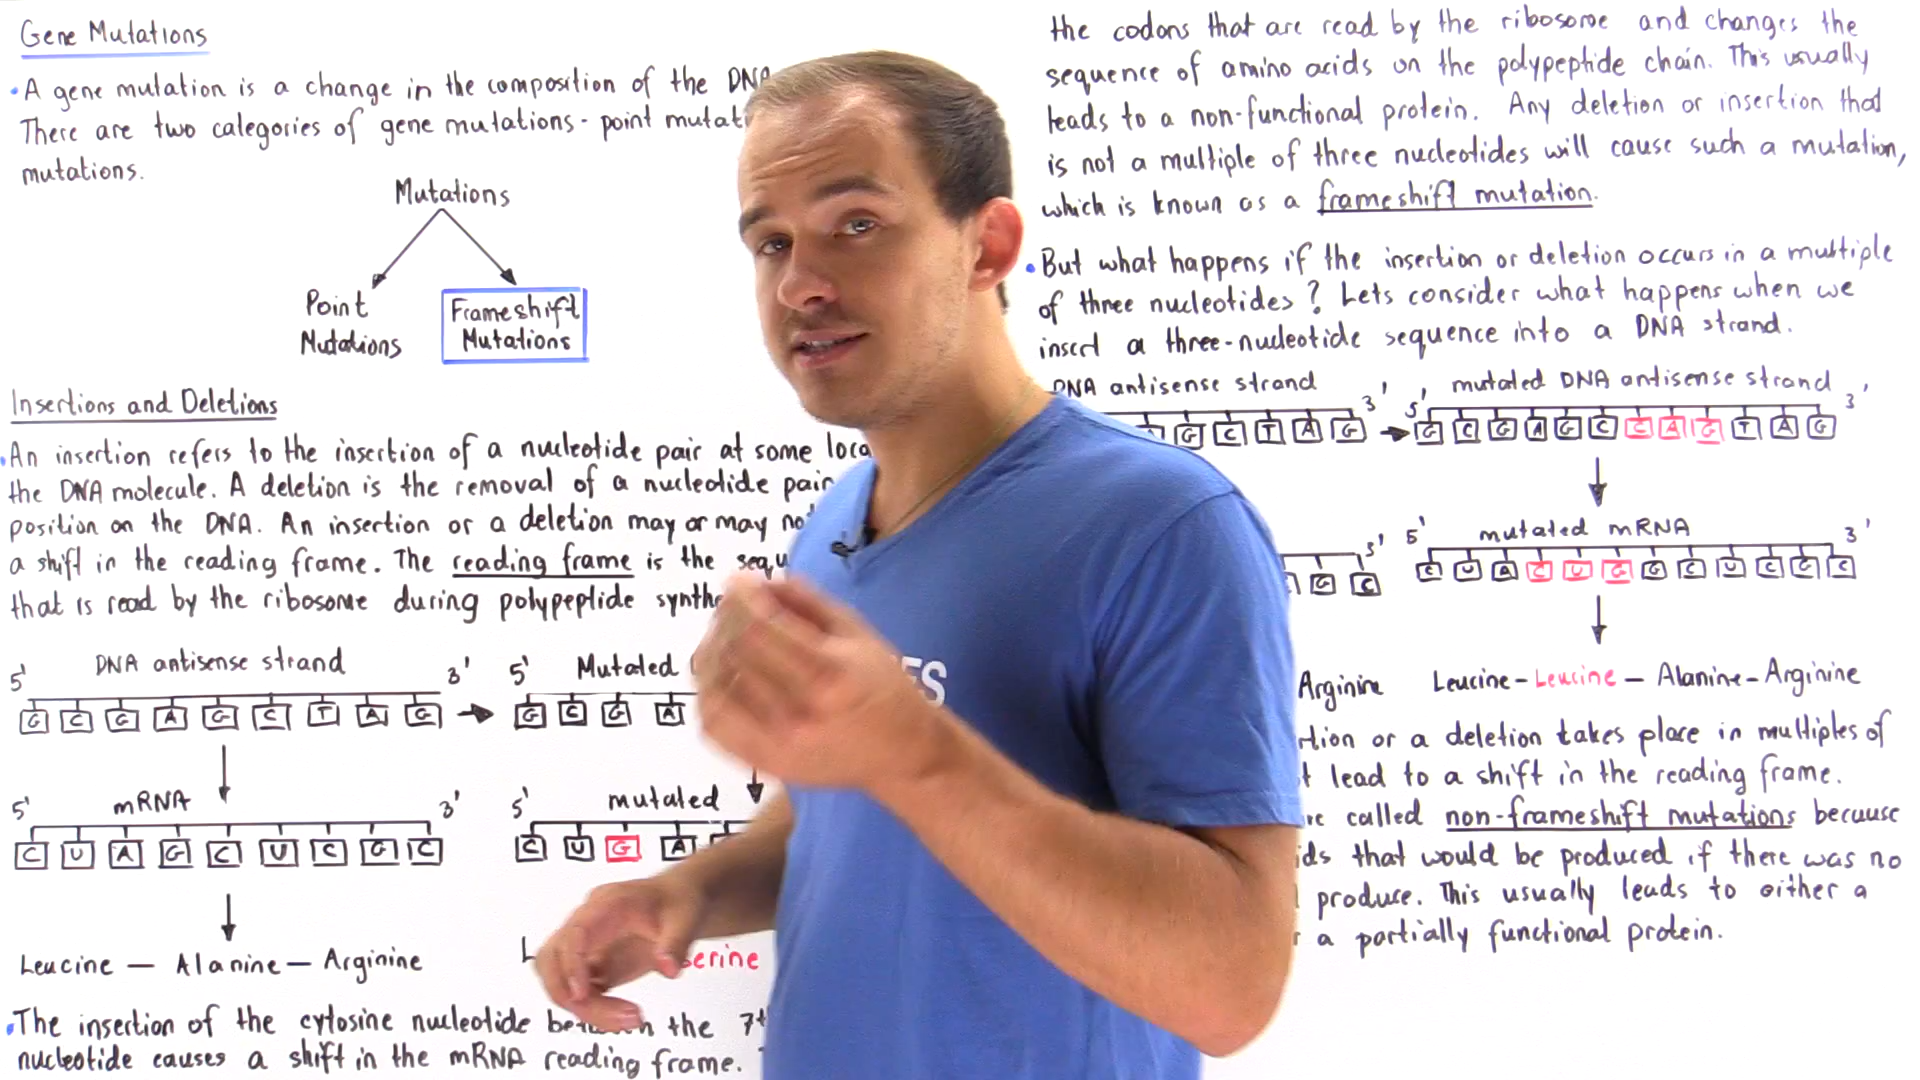 Gene Mutations
• A gene mutation is a change in the composition of the DNA
There are two categories of gene mutations - point
mutations.
Mutations
Point
Mutations
Frameshift
Mutations
Insertions and Deletions
• An insertion refers to the insertion of a nucleotide pair at some
the DNA molecule. A deletion is the removal of a nucleotide pair
position on the DNA. An insertion or a deletion may or may
a shift in the reading frame. The reading frame is the
that is read by the ribosome during polypeptide
DNA antisense strand
5' 3'
G C G A G C T A G
mRNA
5' 3'
C U A G C U C G C
Leucine — Alanine — Arginine
Mutated
5'
G C G A
mutated
5'
C U G A
serine
• The insertion of the cytosine nucleotide between the 7th
nucleotide causes a shift in the mRNA reading frame.
the codons that are read by the ribosome and changes the
sequence of amino acids on the polypeptide chain. This usually
leads to a non-functional protein. Any deletion or insertion that
is not a multiple of three nucleotides will cause such a mutation,
which is known as a frameshift mutation.
• But what happens if the insertion or deletion occurs in a multiple
of three nucleotides? Lets consider what happens when we
insert a three-nucleotide sequence into a DNA strand.
DNA antisense strand
3'
G C T A G
mutated DNA antisense strand
5' 3'
G C G A G C C A G T A G
3'
G C
mutated mRNA
5' 3'
C U A C U G G C U C G C
Arginine
Leucine - Leucine - Alanine - Arginine
or a deletion takes place in multiples of
lead to a shift in the reading frame.
called non-frameshift mutations because
that would be produced if there was no
produce. This usually leads to either a
a partially functional protein.
ES